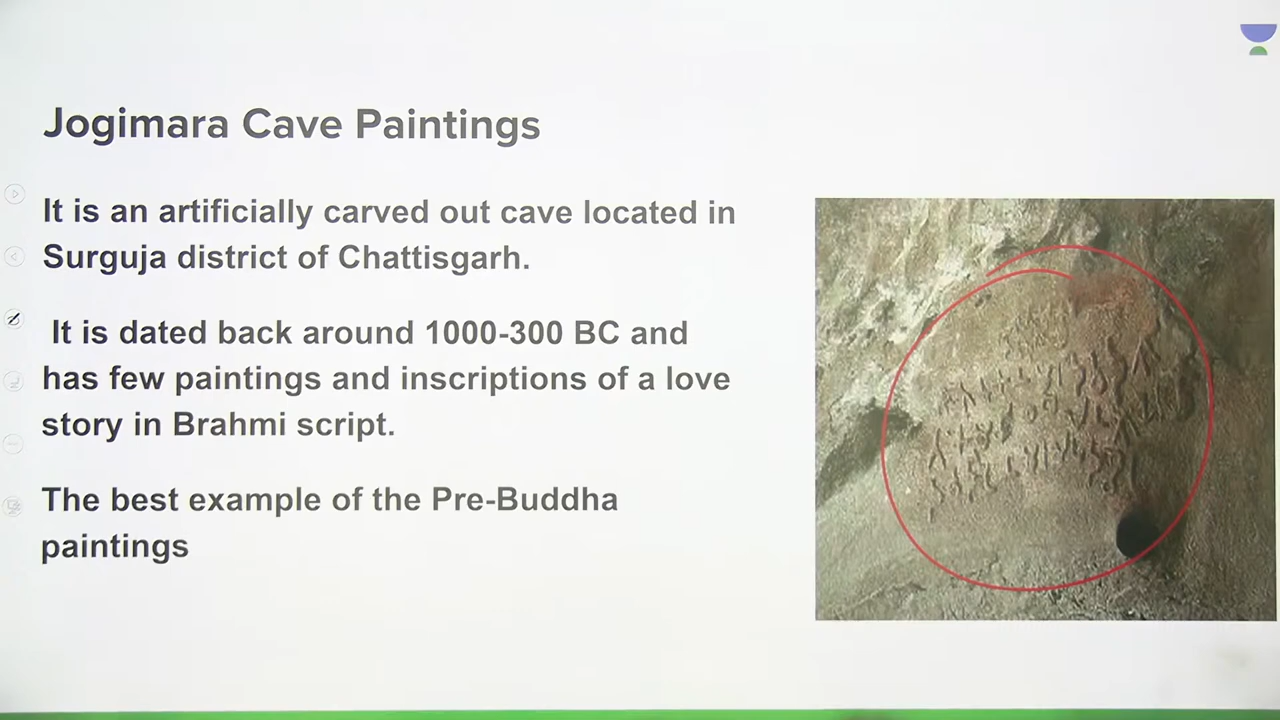 Jogimara Cave Paintings
It is an artificially carved out cave located in
Surguja district of Chattisgarh.
It is dated back around 1000-300 BC and
has few paintings and inscriptions of a love
story in Brahmi script.
The best example of the Pre-Buddha
paintings